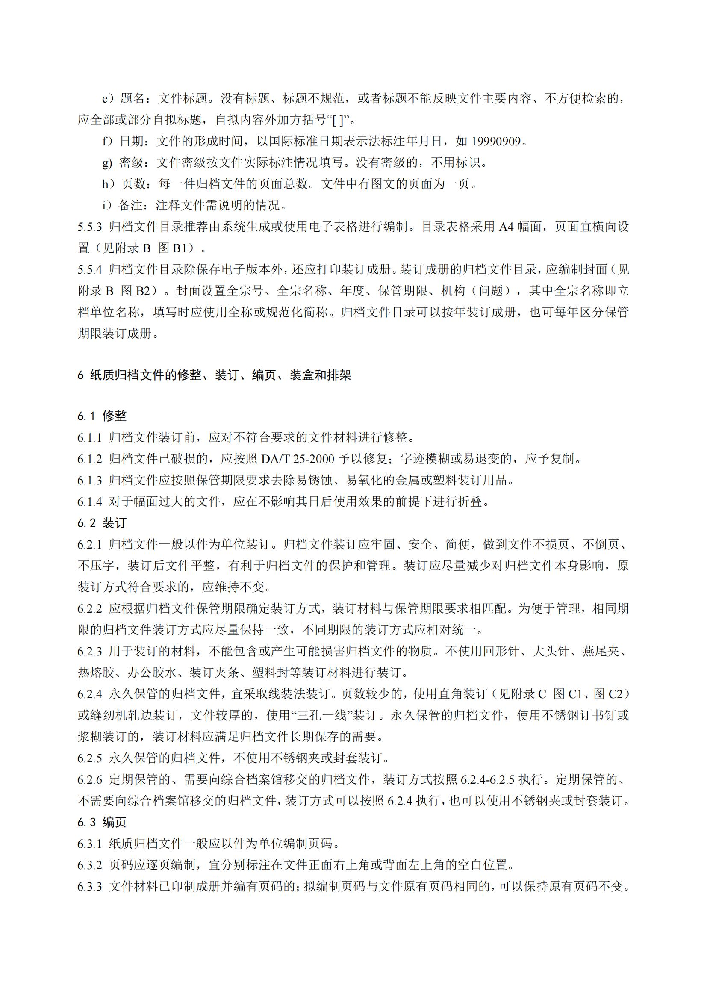 e）题名：文件标题。没有标题、标题不规范，或者标题不能反映文件主要内容、不方便检索的，
应全部或部分自拟标题，自拟内容外加方括号“[ ]”。
f）日期：文件的形成时间，以国际标准日期表示法标注年月日，如 19990909。
g) 密级：文件密级按文件实际标注情况填写。没有密级的，不用标识。
h）页数：每一件归档文件的页面总数。文件中有图文的页面为一页。
i）备注：注释文件需说明的情况。
5.5.3 归档文件目录推荐由系统生成或使用电子表格进行编制。目录表格采用 A4 幅面，页面宜横向设
置（见附录 B 图 B1）。
5.5.4 归档文件目录除保存电子版本外，还应打印装订成册。装订成册的归档文件目录，应编制封面（见
附录 B 图 B2）。封面设置全宗号、全宗名称、年度、保管期限、机构（问题），其中全宗名称即立
档单位名称，填写时应使用全称或规范化简称。归档文件目录可以按年装订成册，也可每年区分保管
期限装订成册。
6 纸质归档文件的修整、装订、编页、装盒和排架
6.1 修整
6.1.1 归档文件装订前，应对不符合要求的文件材料进行修整。
6.1.2 归档文件已破损的，应按照 DA/T 25-2000 予以修复；字迹模糊或易退变的，应予复制。
6.1.3 归档文件应按照保管期限要求去除易锈蚀、易氧化的金属或塑料装订用品。
6.1.4 对于幅面过大的文件，应在不影响其日后使用效果的前提下进行折叠。
6.2 装订
6.2.1 归档文件一般以件为单位装订。归档文件装订应牢固、安全、简便，做到文件不损页、不倒页、
不压字，装订后文件平整，有利于归档文件的保护和管理。装订应尽量减少对归档文件本身影响，原
装订方式符合要求的，应维持不变。
6.2.2 应根据归档文件保管期限确定装订方式，装订材料与保管期限要求相匹配。为便于管理，相同期
限的归档文件装订方式应尽量保持一致，不同期限的装订方式应相对统一。
6.2.3 用于装订的材料，不能包含或产生可能损害归档文件的物质。不使用回形针、大头针、燕尾夹、
热熔胶、办公胶水、装订夹条、塑料封等装订材料进行装订。
6.2.4 永久保管的归档文件，宜采取线装法装订。页数较少的，使用直角装订（见附录 C 图 C1、图 C2）
或缝纫机轧边装订，文件较厚的，使用“三孔一线”装订。永久保管的归档文件，使用不锈钢订书钉或
浆糊装订的，装订材料应满足归档文件长期保存的需要。
6.2.5 永久保管的归档文件，不使用不锈钢夹或封套装订。
6.2.6 定期保管的、需要向综合档案馆移交的归档文件，装订方式按照 6.2.4-6.2.5 执行。定期保管的、
不需要向综合档案馆移交的归档文件，装订方式可以按照 6.2.4 执行，也可以使用不锈钢夹或封套装订。
6.3 编页
6.3.1 纸质归档文件一般应以件为单位编制页码。
6.3.2 页码应逐页编制，宜分别标注在文件正面右上角或背面左上角的空白位置。
6.3.3 文件材料已印制成册并编有页码的；拟编制页码与文件原有页码相同的，可以保持原有页码不变。